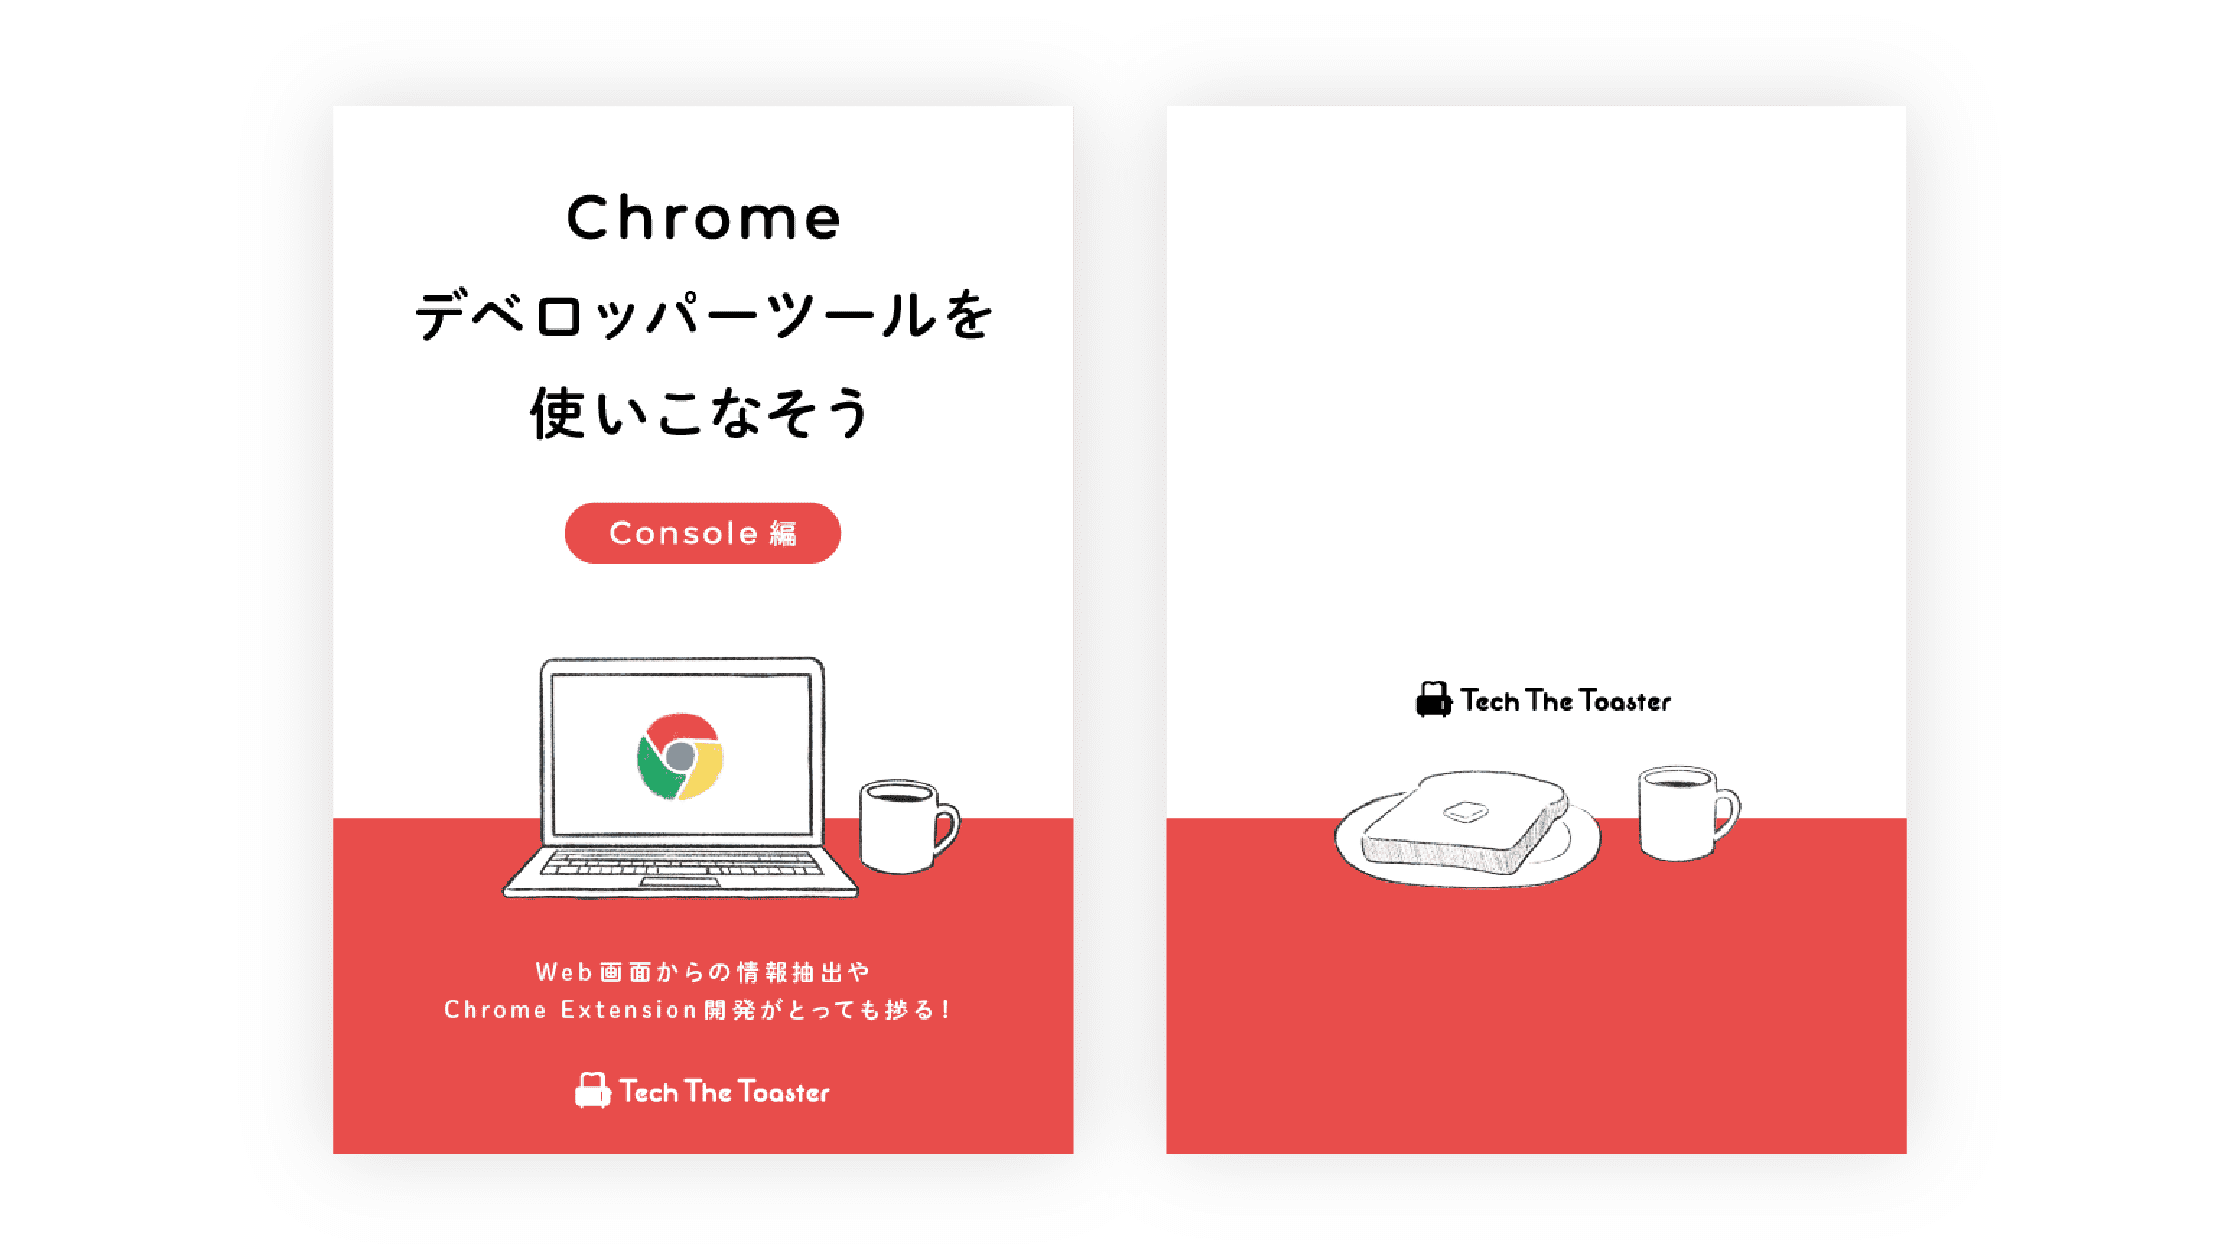 Chrome
デベロッパーツールを
使いこなそう
Console 編
Web画面からの情報抽出や
Chrome Extension開発がとっても捗る！
Tech The Toaster
Tech The Toaster